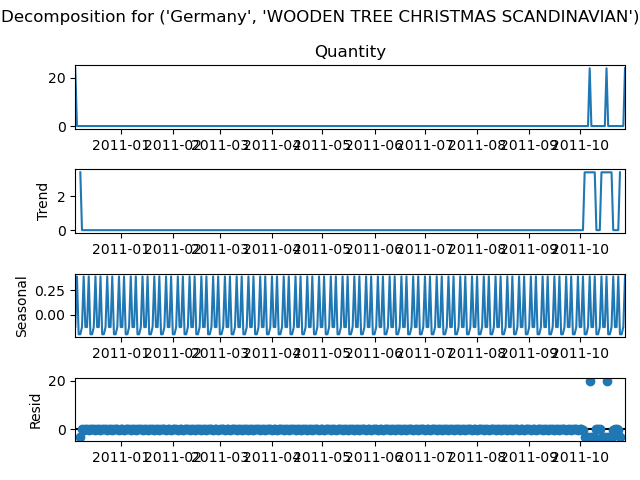 Decomposition for ('Germany', 'WOODEN TREE CHRISTMAS SCANDINAVIAN')
Quantity
20
0
2011-01 2011-02 2011-03 2011-04 2011-05 2011-06 2011-07 2011-08 2011-09 2011-10
Trend
2
0
2011-01 2011-02 2011-03 2011-04 2011-05 2011-06 2011-07 2011-08 2011-09 2011-10
Seasonal
0.25
0.00
2011-01 2011-02 2011-03 2011-04 2011-05 2011-06 2011-07 2011-08 2011-09 2011-10
Resid
20
0
2011-01 2011-02 2011-03 2011-04 2011-05 2011-06 2011-07 2011-08 2011-09 2011-10